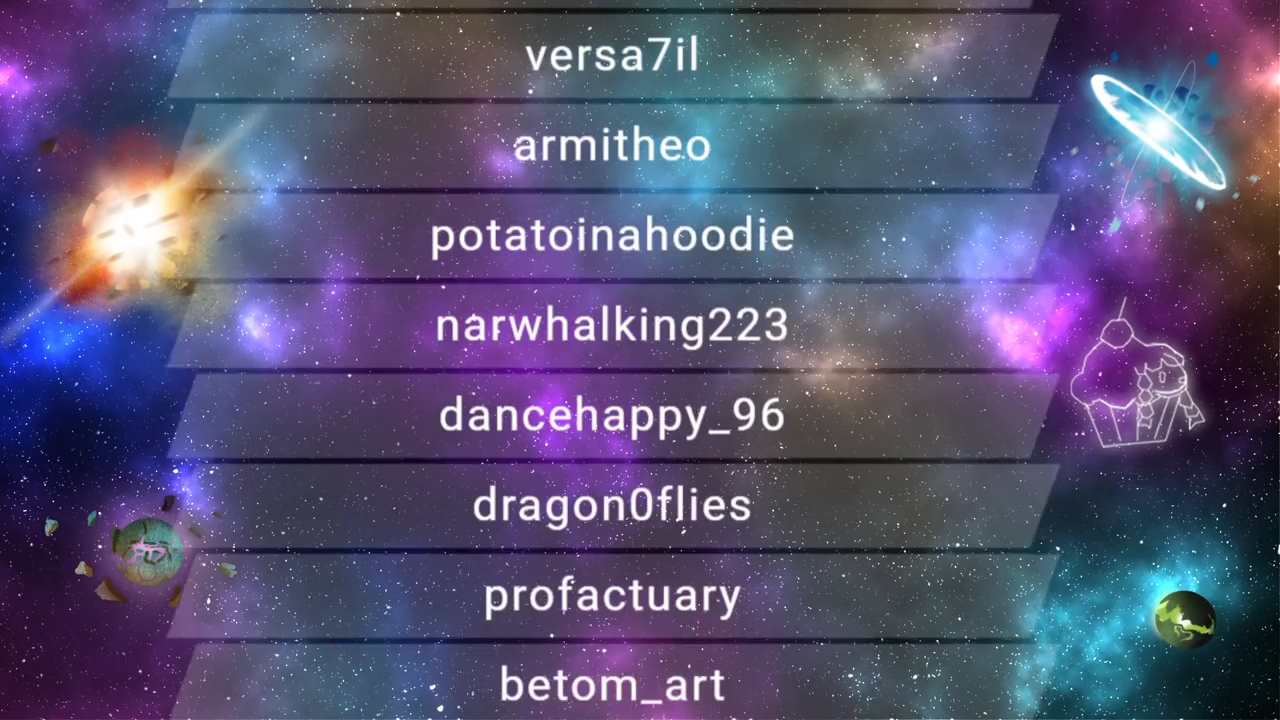 versa7il
armitheo
potatoinahoodie
narwhalking223
dancehappy_96
dragon0flies
profactuary
betom_art